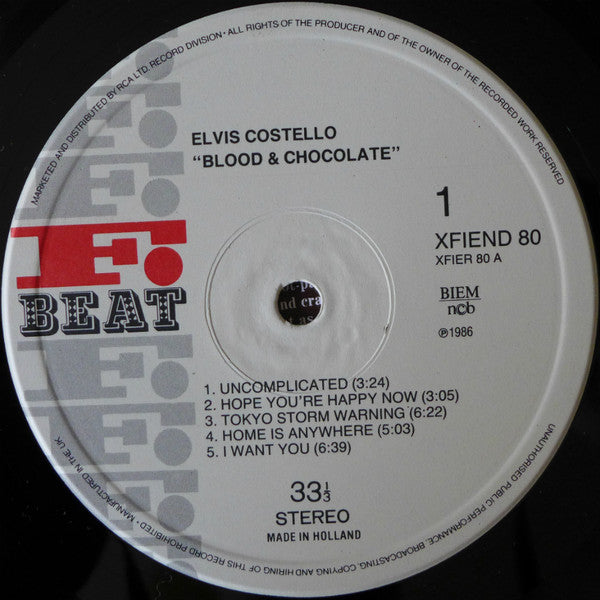 MARKETED AND DISTRIBUTED BY RCA LTD. RECORD DIVISION · ALL RIGHTS OF THE PRODUCER AND OF THE OWNER OF THE RECORDED WORK RESERVED
ELVIS COSTELLO
“BLOOD & CHOCOLATE”
1
XFIEND 80
XFIER 80 A
F.
BEAT
BIEM
ncb
℗1986
nd cra
1. UNCOMPLICATED (3:24)
2. HOPE YOU'RE HAPPY NOW (3:05)
3. TOKYO STORM WARNING (6:22)
4. HOME IS ANYWHERE (5:03)
5. I WANT YOU (6:39)
33⅓
STEREO
MADE IN HOLLAND
UNAUTHORISED PUBLIC PERFORMANCE, BROADCASTING, COPYING AND HIRING OF THIS RECORD PROHIBITED · MANUFACTURED IN THE UK